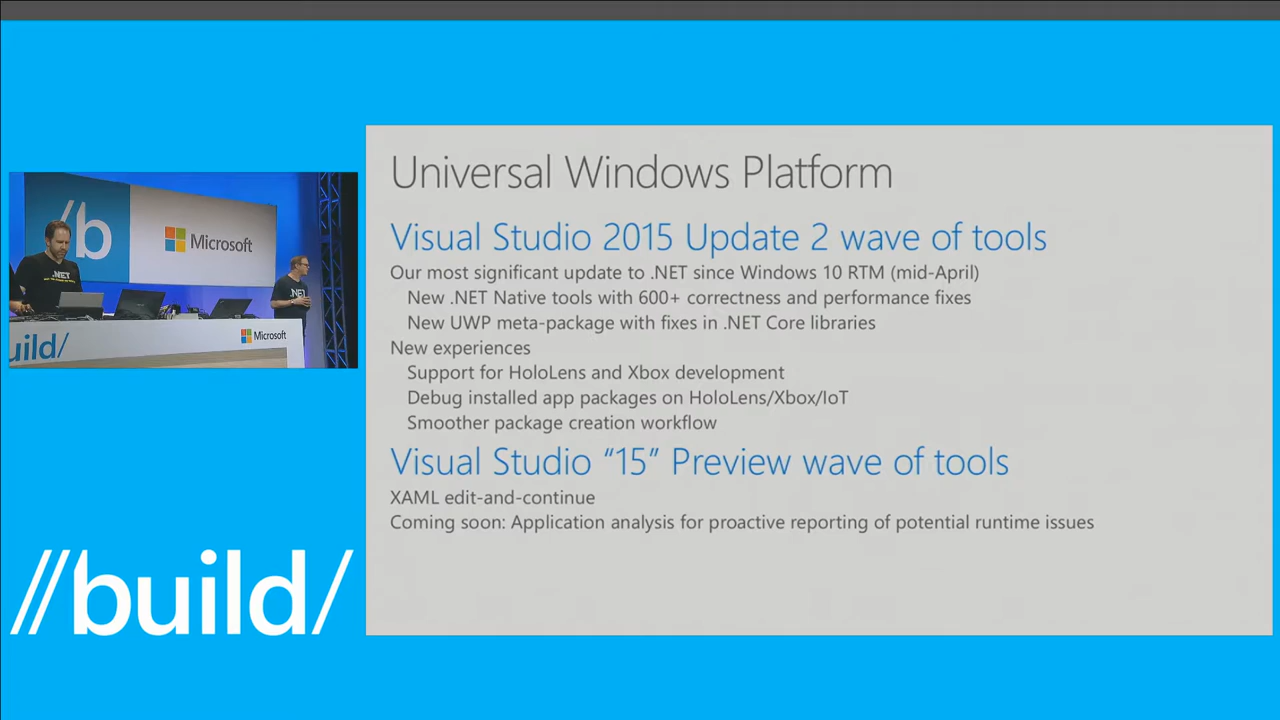 /b
Microsoft
.NET
.NET
Microsoft
uild/
//build/
Universal Windows Platform
Visual Studio 2015 Update 2 wave of tools
Our most significant update to .NET since Windows 10 RTM (mid-April)
New .NET Native tools with 600+ correctness and performance fixes
New UWP meta-package with fixes in .NET Core libraries
New experiences
Support for HoloLens and Xbox development
Debug installed app packages on HoloLens/Xbox/IoT
Smoother package creation workflow
Visual Studio “15” Preview wave of tools
XAML edit-and-continue
Coming soon: Application analysis for proactive reporting of potential runtime issues